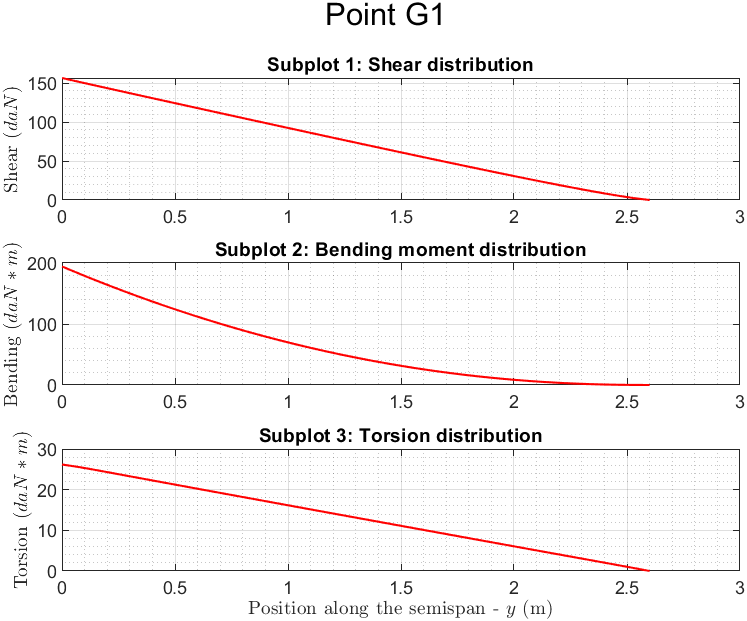 Point G1
Subplot 1: Shear distribution
Shear (daN)
150
100
50
0
0 0.5 1 1.5 2 2.5 3
Subplot 2: Bending moment distribution
Bending (daN * m)
200
100
0
0 0.5 1 1.5 2 2.5 3
Subplot 3: Torsion distribution
Torsion (daN * m)
30
20
10
0
0 0.5 1 1.5 2 2.5 3
Position along the semispan - y (m)